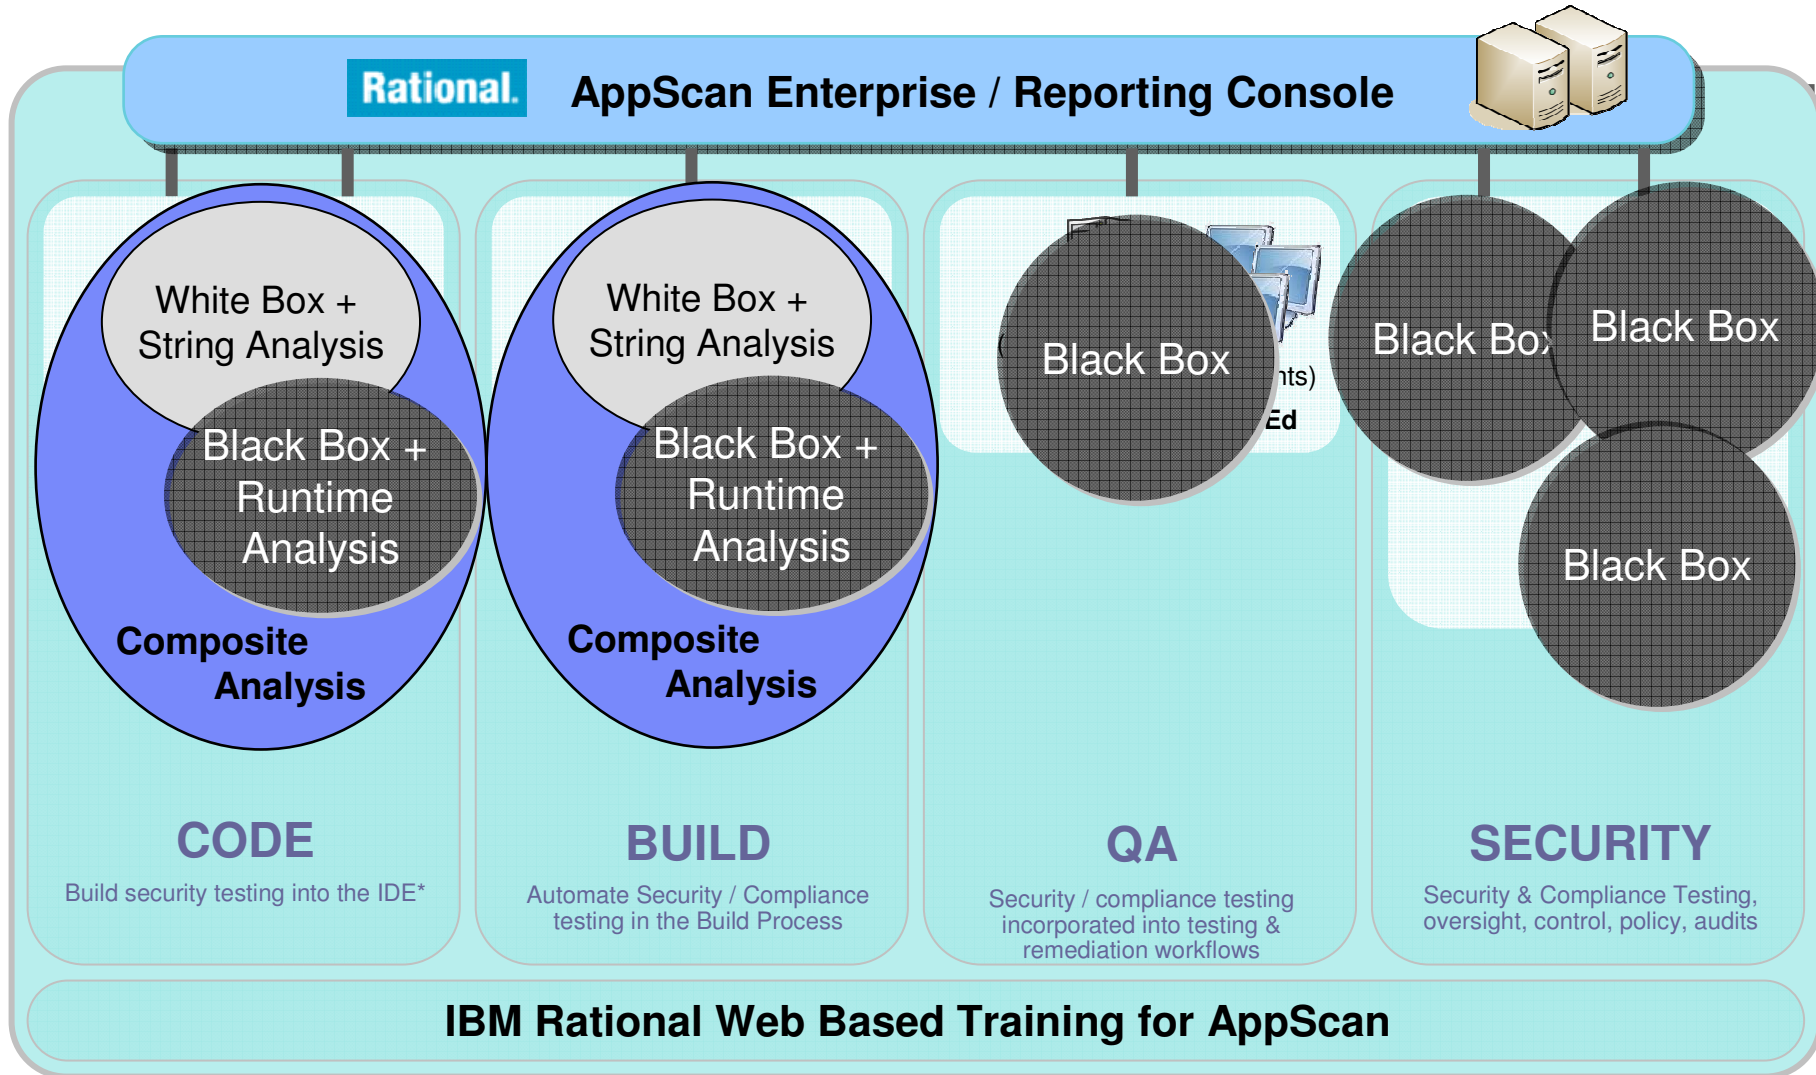 Rational.
AppScan Enterprise / Reporting Console
White Box +
String Analysis
Black Box +
Runtime
Analysis
Composite
Analysis
White Box +
String Analysis
Black Box +
Runtime
Analysis
Composite
Analysis
Black Box
nts)
Ed
Black Box
Black Box
Black Box
CODE
Build security testing into the IDE*
BUILD
Automate Security / Compliance
testing in the Build Process
QA
Security / compliance testing
incorporated into testing &
remediation workflows
SECURITY
Security & Compliance Testing,
oversight, control, policy, audits
IBM Rational Web Based Training for AppScan